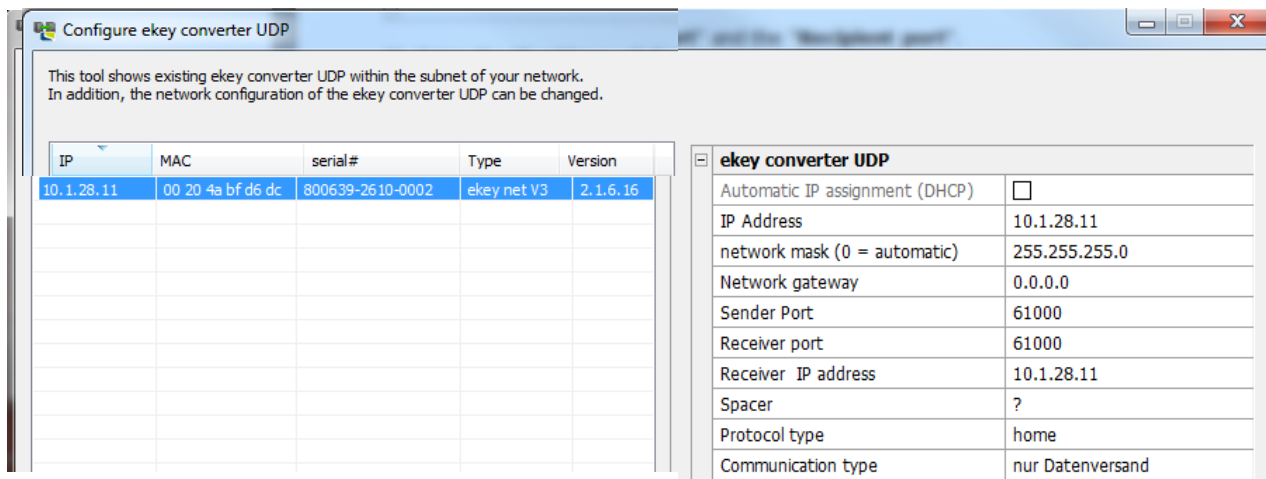 Configure ekey converter UDP
" and the "Recipient port".
This tool shows existing ekey converter UDP within the subnet of your network.
In addition, the network configuration of the ekey converter UDP can be changed.
IP MAC serial# Type Version
10.1.28.11 00 20 4a bf d6 dc 800639-2610-0002 ekey net V3 2.1.6.16
ekey converter UDP
Automatic IP assignment (DHCP)
IP Address 10.1.28.11
network mask (0 = automatic) 255.255.255.0
Network gateway 0.0.0.0
Sender Port 61000
Receiver port 61000
Receiver IP address 10.1.28.11
Spacer ?
Protocol type home
Communication type nur Datenversand